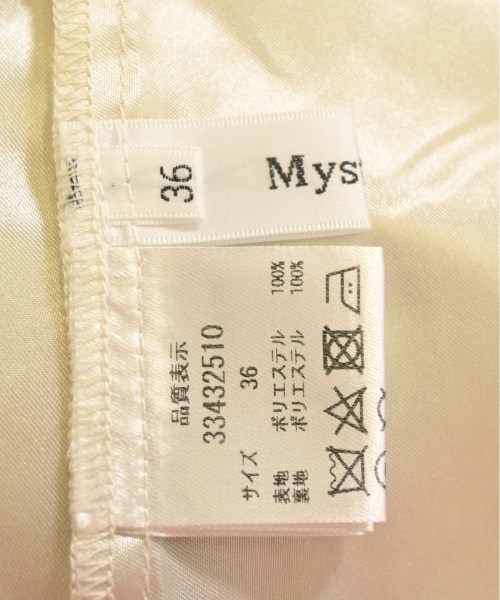 36
Mys
品質表示
33432510
サイズ 36
表地 ポリエステル 100%
裏地 ポリエステル 100%